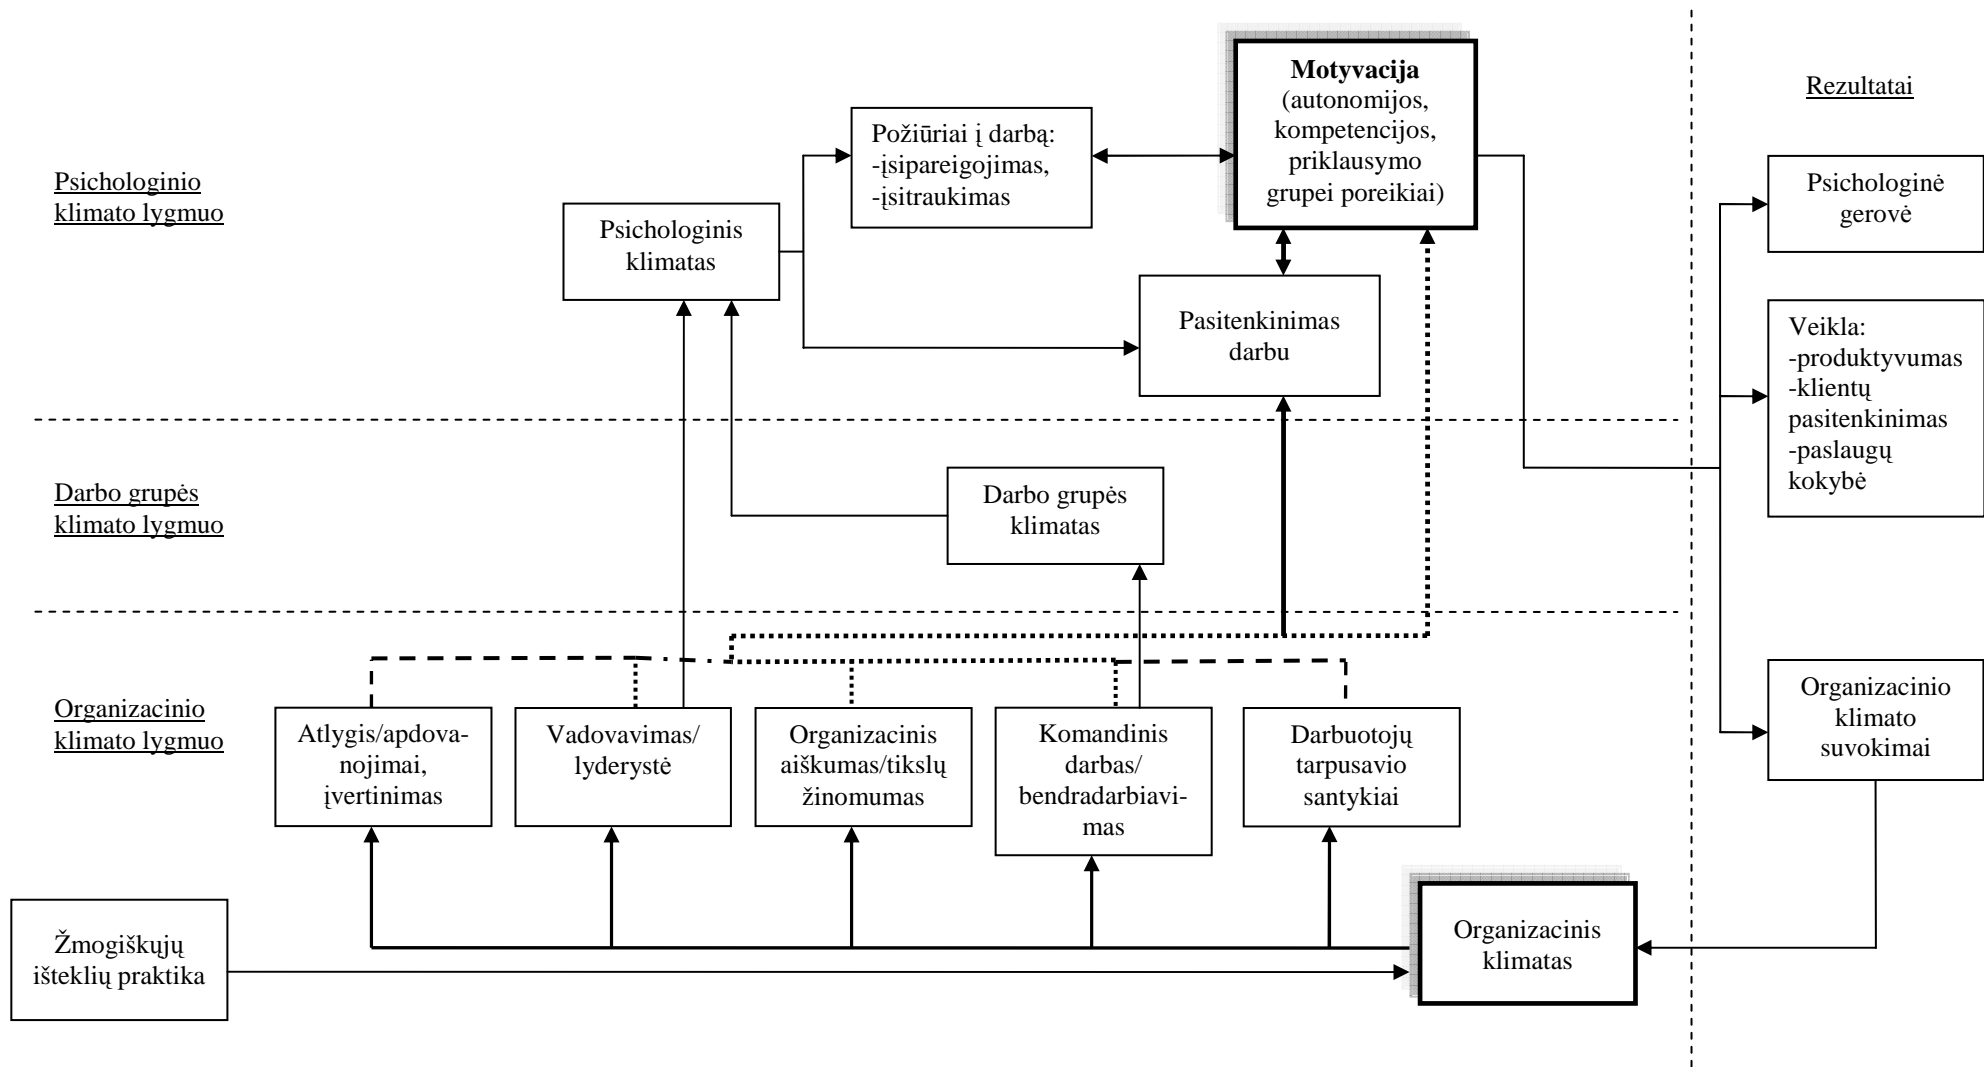 Motyvacija
(autonomijos,
kompetencijos,
priklausymo
grupei poreikiai)
Rezultatai
Požiūriai į darbą:
-įsipareigojimas,
-įsitraukimas
Psichologinio
klimato lygmuo
Psichologinis
klimatas
Psichologinė
gerovė
Pasitenkinimas
darbu
Veikla:
-produktyvumas
-klientų
pasitenkinimas
-paslaugų
kokybė
Darbo grupės
klimato lygmuo
Darbo grupės
klimatas
Organizacinio
klimato lygmuo
Atlygis/apdova-
nojimai,
įvertinimas
Vadovavimas/
lyderystė
Organizacinis
aiškumas/tikslų
žinomumas
Komandinis
darbas/
bendradarbiavi-
mas
Darbuotojų
tarpusavio
santykiai
Organizacinio
klimato
suvokimai
Žmogiškųjų
išteklių praktika
Organizacinis
klimatas